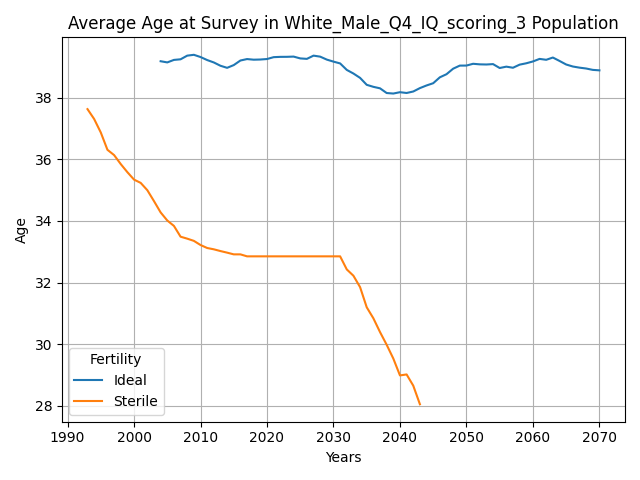 Average Age at Survey in White_Male_Q4_IQ_scoring_3 Population
Age
38
36
34
32
30
28
Fertility
Ideal
Sterile
1990 2000 2010 2020 2030 2040 2050 2060 2070
Years